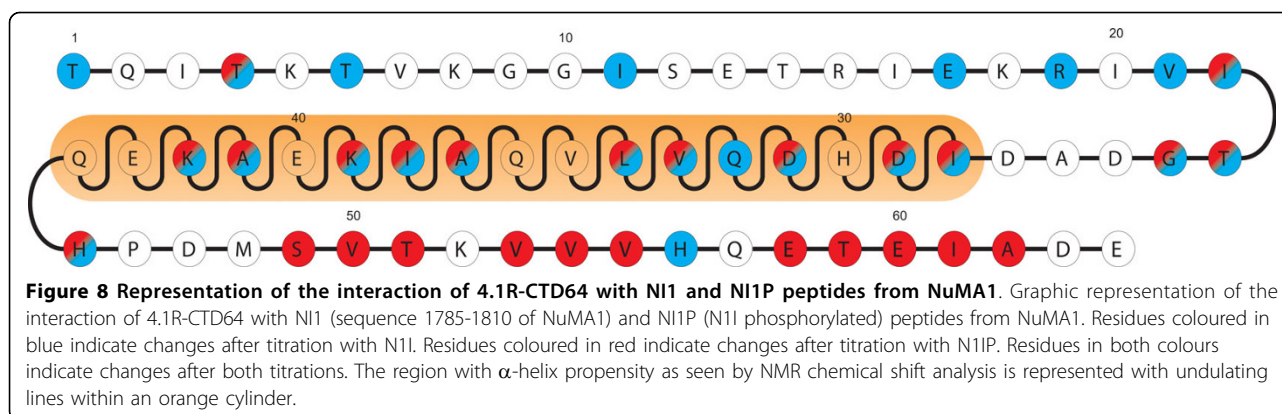 1 10 20
T Q I T K T V K G G I S E T R I E K R I V I
40 30
Q E K A E K I A Q V L V Q D H D I D A D G T
50 60
H P D M S V T K V V V H Q E T E I A D E
Figure 8 Representation of the interaction of 4.1R-CTD64 with NI1 and NI1P peptides from NuMA1. Graphic representation of the
interaction of 4.1R-CTD64 with NI1 (sequence 1785-1810 of NuMA1) and NI1P (N1I phosphorylated) peptides from NuMA1. Residues coloured in
blue indicate changes after titration with N1I. Residues coloured in red indicate changes after titration with N1IP. Residues in both colours
indicate changes after both titrations. The region with α-helix propensity as seen by NMR chemical shift analysis is represented with undulating
lines within an orange cylinder.